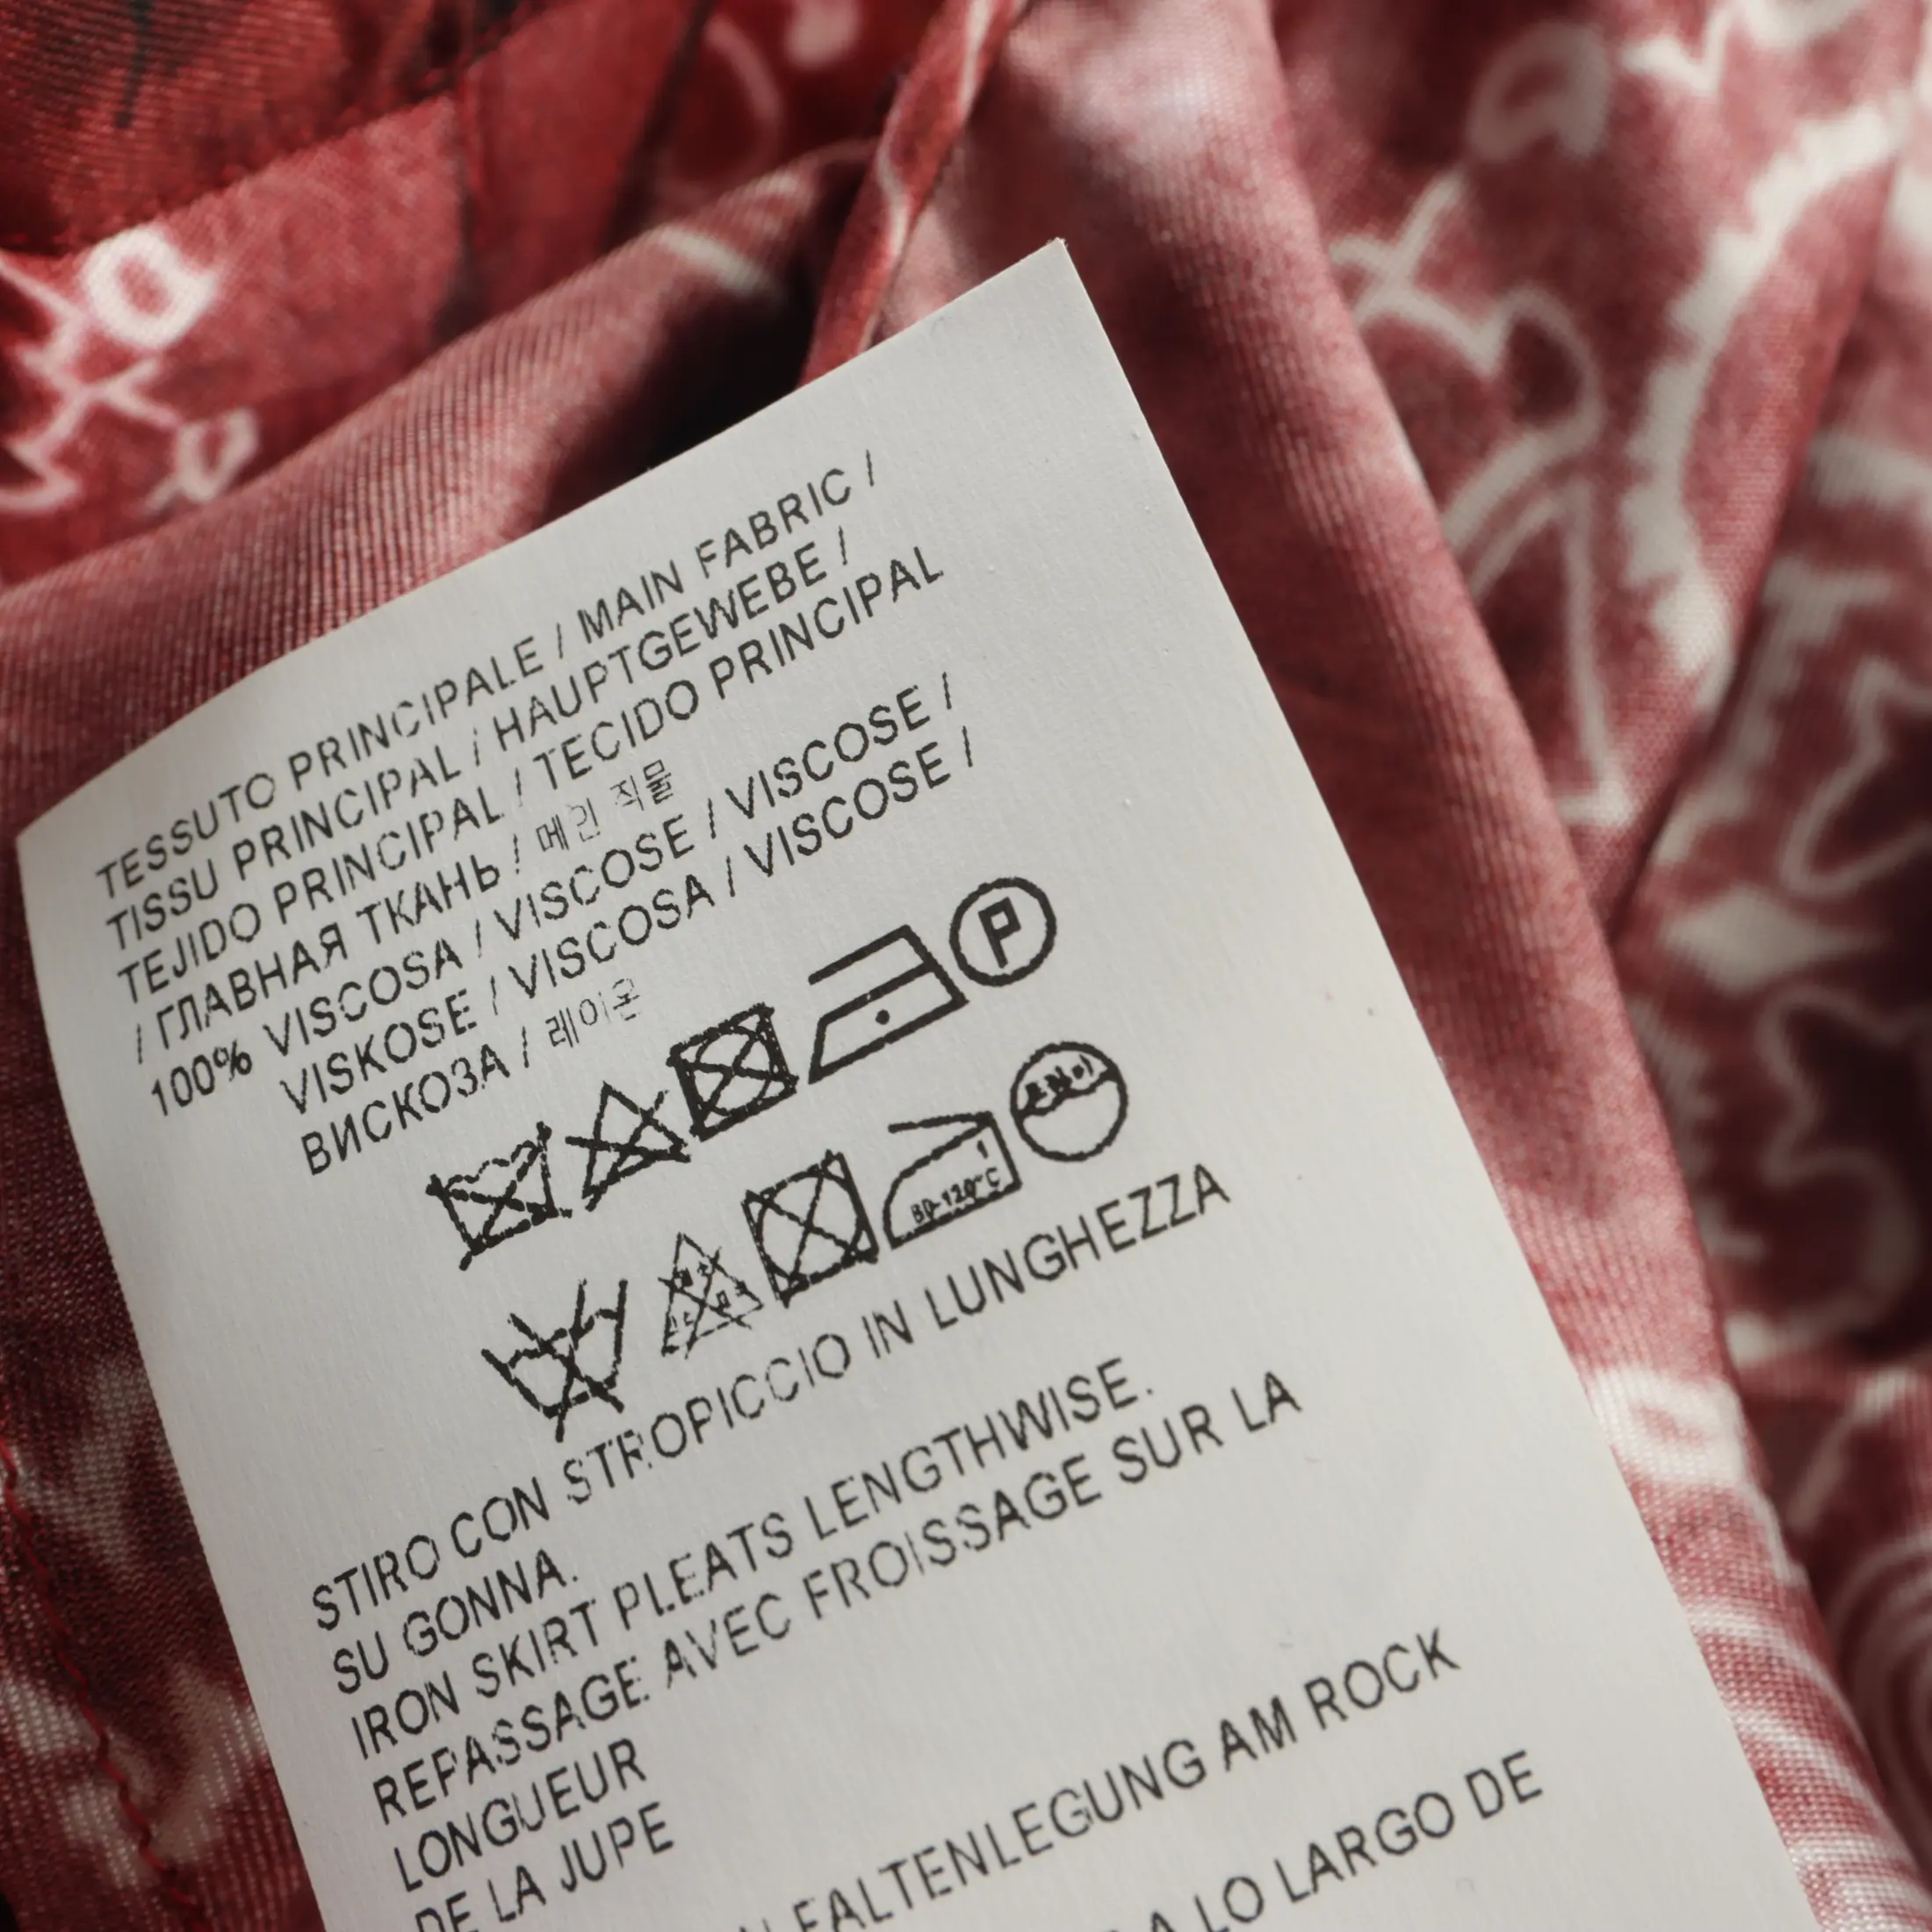 TESSUTO PRINCIPALE / MAIN FABRIC /
TISSU PRINCIPAL / HAUPTGEWEBE /
TEJIDO PRINCIPAL / TECIDO PRINCIPAL
/ ГЛАВНАЯ ТКАНЬ / 메인 직물
100% VISCOSA / VISCOSE / VISCOSE /
VISKOSE / VISCOSA / VISCOSE /
ВИСКОЗА / 레이온
P
80-120°C
STIRO CON STROPICCIO IN LUNGHEZZA
SU GONNA.
IRON SKIRT PLEATS LENGTHWISE.
REPASSAGE AVEC FROISSAGE SUR LA
LONGUEUR
DE LA JUPE
FALTENLEGUNG AM ROCK
A LO LARGO DE